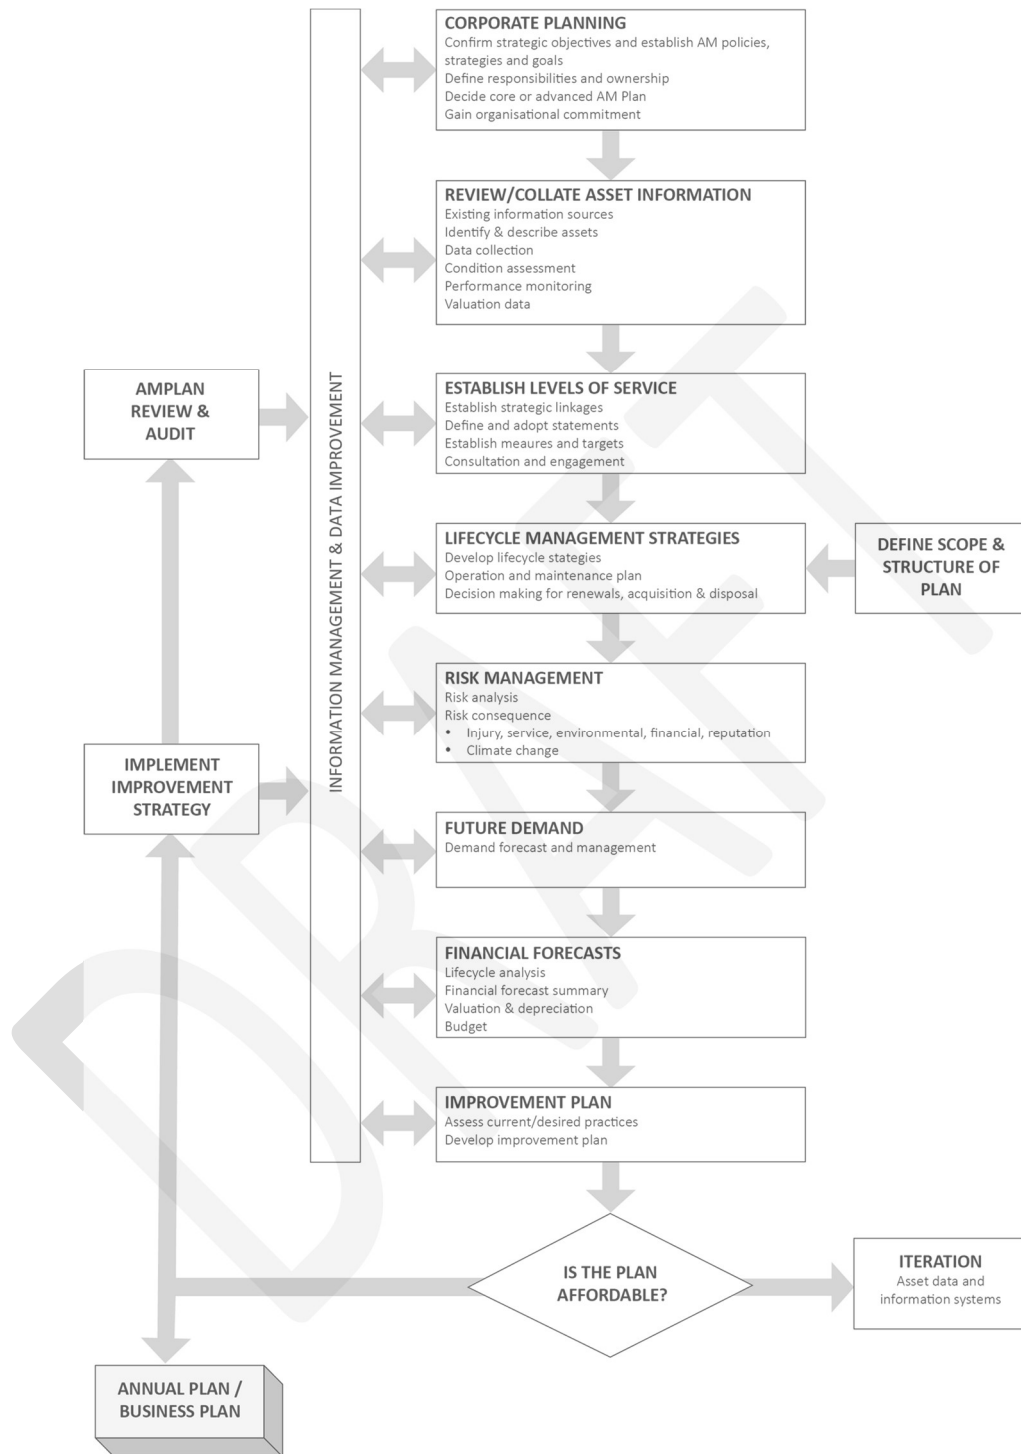 CORPORATE PLANNING
Confirm strategic objectives and establish AM policies,
strategies and goals
Define responsibilities and ownership
Decide core or advanced AM Plan
Gain organisational commitment
REVIEW/COLLATE ASSET INFORMATION
Existing information sources
Identify & describe assets
Data collection
Condition assessment
Performance monitoring
Valuation data
AMPLAN
REVIEW &
AUDIT
INFORMATION MANAGEMENT & DATA IMPROVEMENT
ESTABLISH LEVELS OF SERVICE
Establish strategic linkages
Define and adopt statements
Establish meaures and targets
Consultation and engagement
LIFECYCLE MANAGEMENT STRATEGIES
Develop lifecycle stategies
Operation and maintenance plan
Decision making for renewals, acquisition & disposal
DEFINE SCOPE &
STRUCTURE OF
PLAN
RISK MANAGEMENT
Risk analysis
Risk consequence
• Injury, service, environmental, financial, reputation
• Climate change
IMPLEMENT
IMPROVEMENT
STRATEGY
FUTURE DEMAND
Demand forecast and management
FINANCIAL FORECASTS
Lifecycle analysis
Financial forecast summary
Valuation & depreciation
Budget
IMPROVEMENT PLAN
Assess current/desired practices
Develop improvement plan
IS THE PLAN
AFFORDABLE?
ITERATION
Asset data and
information systems
ANNUAL PLAN /
BUSINESS PLAN
DRAFT